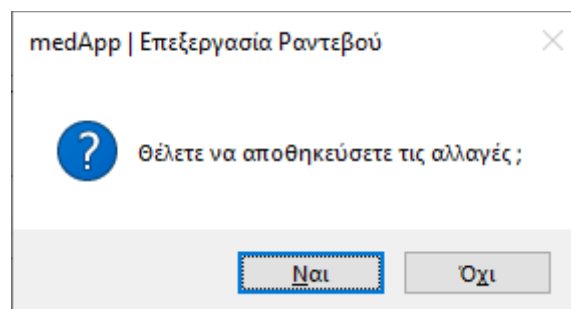 medApp | Επεξεργασία Ραντεβού
Θέλετε να αποθηκεύσετε τις αλλαγές ;
Ναι
Όχι